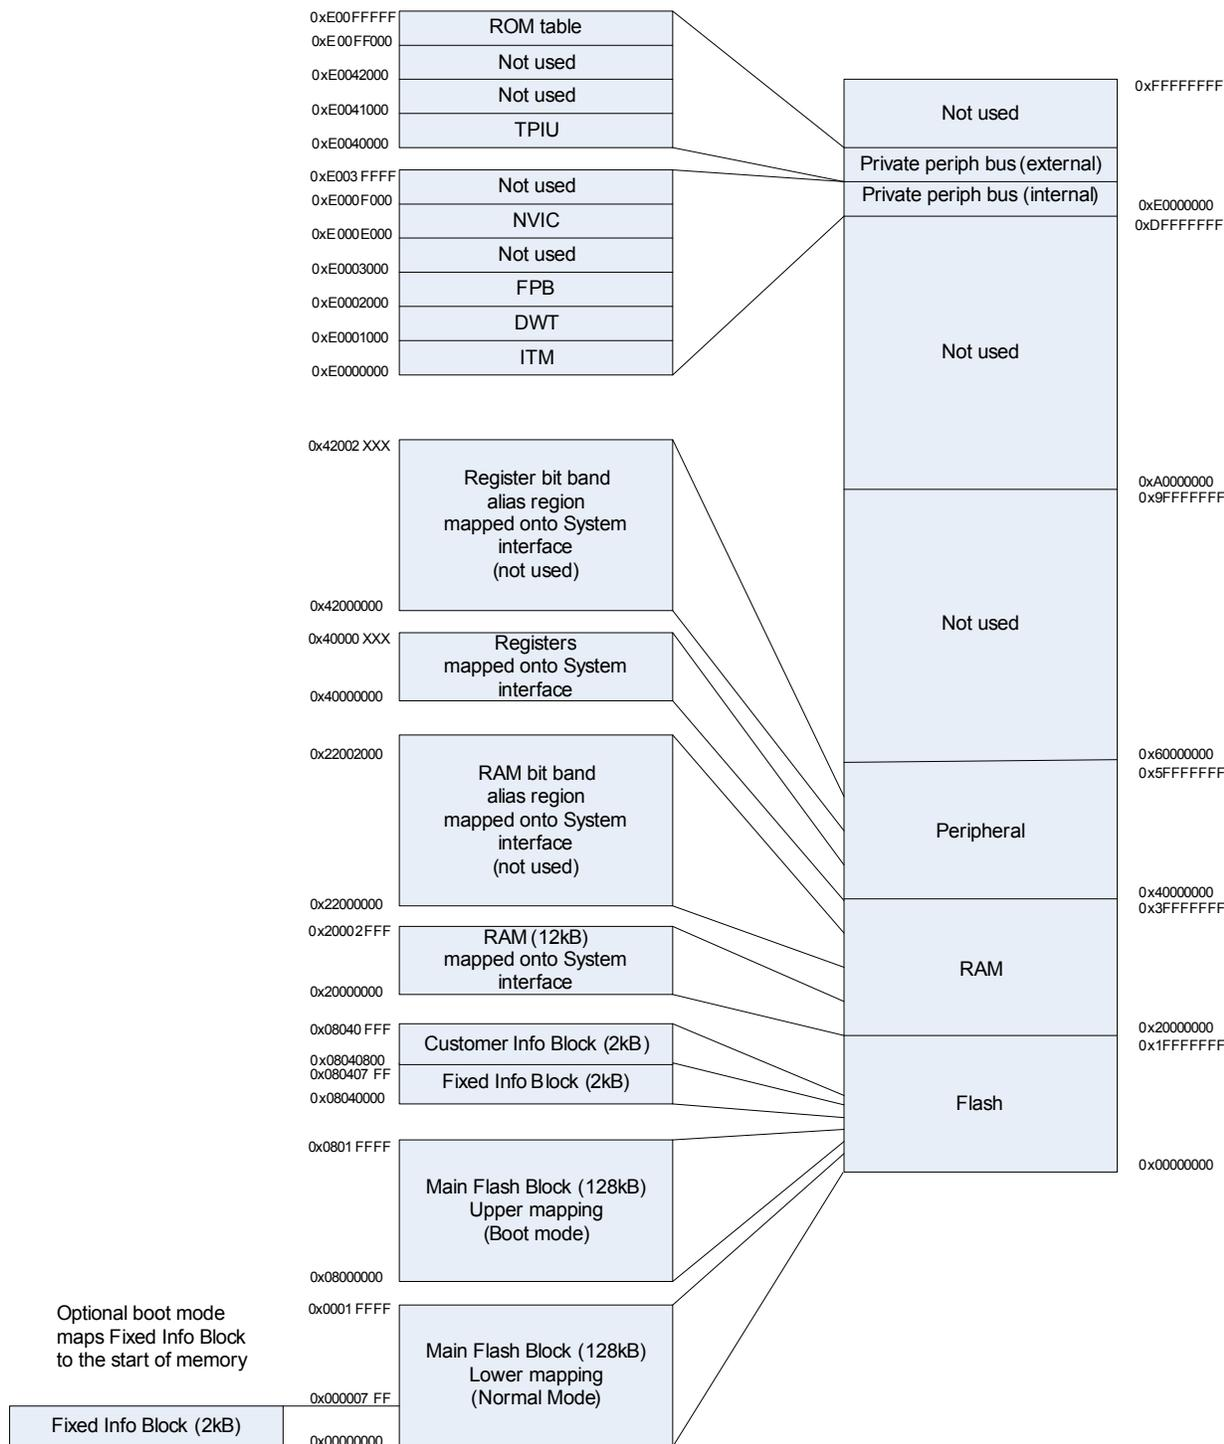 0xE00FFFFF
ROM table
0xE00FF000
Not used
0xE0042000
Not used
0xE0041000
TPIU
0xE0040000
0xE003FFFF
Not used
0xE000F000
NVIC
0xE000E000
Not used
0xE0003000
FPB
0xE0002000
DWT
0xE0001000
ITM
0xE0000000
0x42002XXX
Register bit band
alias region
mapped onto System
interface
(not used)
0x42000000
0x40000XXX
Registers
mapped onto System
interface
0x40000000
0x22002000
RAM bit band
alias region
mapped onto System
interface
(not used)
0x22000000
0x20002FFF
RAM (12kB)
mapped onto System
interface
0x20000000
0x08040FFF
Customer Info Block (2kB)
0x08040800
0x080407FF
Fixed Info Block (2kB)
0x08040000
0x0801FFFF
Main Flash Block (128kB)
Upper mapping
(Boot mode)
0x08000000
0x0001FFFF
Main Flash Block (128kB)
Lower mapping
(Normal Mode)
0x000007FF
0x00000000
Optional boot mode
maps Fixed Info Block
to the start of memory
Fixed Info Block (2kB)
0xFFFFFFFF
Not used
Private periph bus (external)
Private periph bus (internal)
0xE0000000
0xDFFFFFFF
Not used
0xA0000000
0x9FFFFFFF
Not used
0x60000000
0x5FFFFFFF
Peripheral
0x40000000
0x3FFFFFFF
RAM
0x20000000
0x1FFFFFFF
Flash
0x00000000